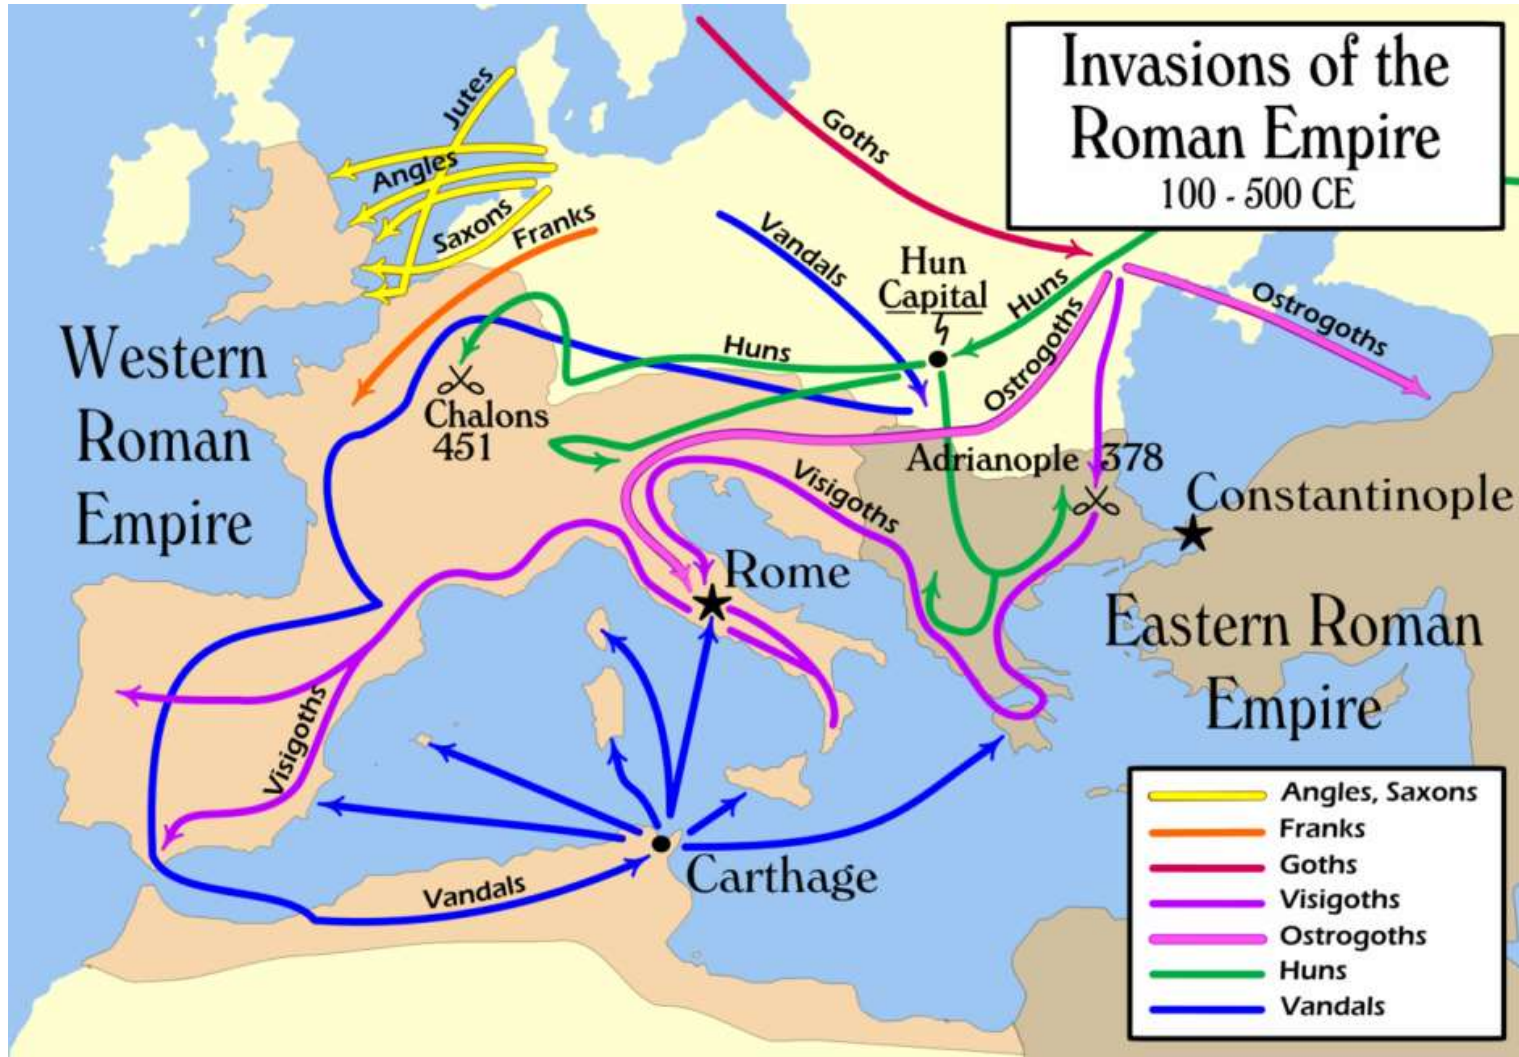 Invasions of the
Roman Empire
100 - 500 CE
Jutes
Angles
Saxons
Franks
Goths
Vandals
Hun
Capital
Huns
Ostrogoths
Ostrogoths
Huns
Western
Roman
Empire
Chalons
451
Adrianople 378
Visigoths
Constantinople
Rome
Eastern Roman
Empire
Visigoths
Carthage
Vandals
Angles, Saxons
Franks
Goths
Visigoths
Ostrogoths
Huns
Vandals